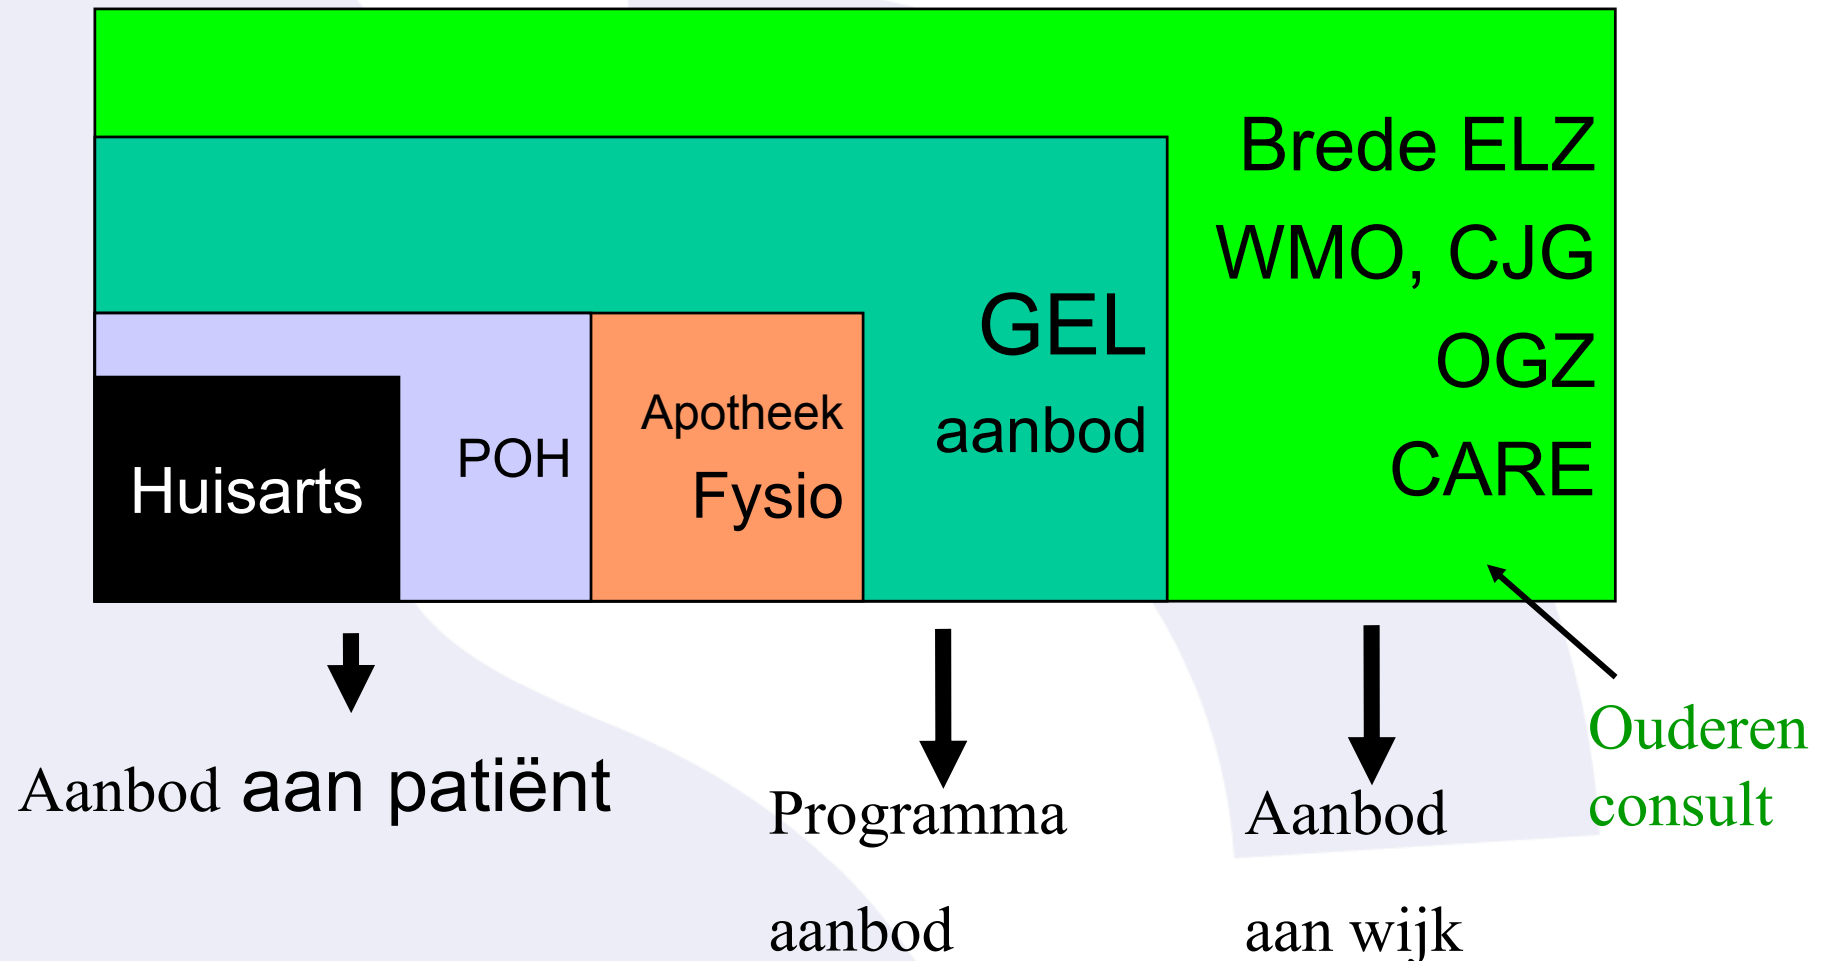 Brede ELZ
WMO, CJG
OGZ
CARE
GEL
aanbod
Apotheek
Fysio
POH
Huisarts
Aanbod aan patiënt
Programma
aanbod
Aanbod
aan wijk
Ouderen
consult